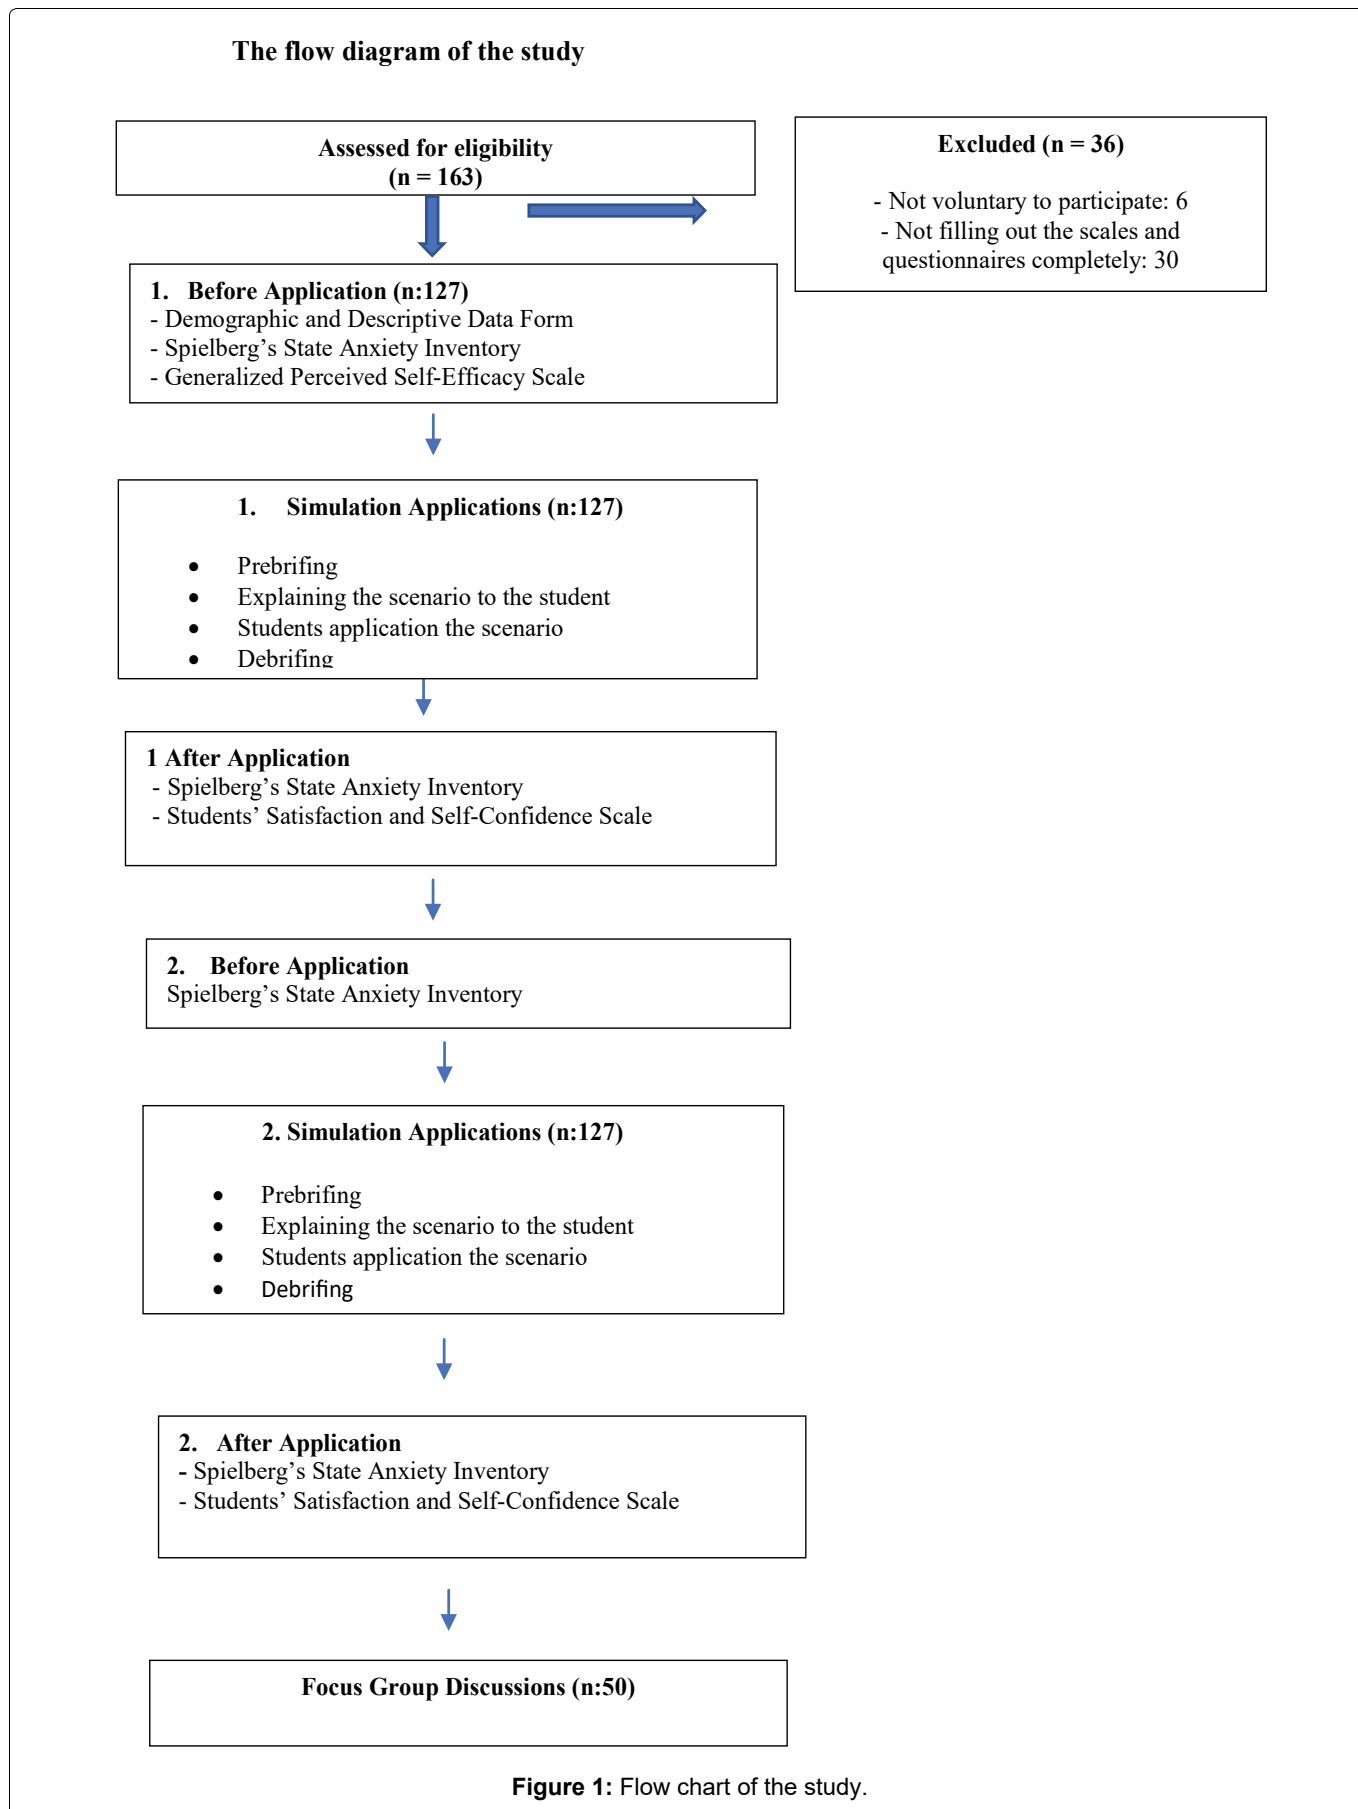 The flow diagram of the study
Assessed for eligibility
(n = 163)
Excluded (n = 36)
- Not voluntary to participate: 6
- Not filling out the scales and
questionnaires completely: 30
1. Before Application (n:127)
- Demographic and Descriptive Data Form
- Spielberg’s State Anxiety Inventory
- Generalized Perceived Self-Efficacy Scale
1. Simulation Applications (n:127)
• Prebrifing
• Explaining the scenario to the student
• Students application the scenario
• Debrifing
1 After Application
- Spielberg’s State Anxiety Inventory
- Students’ Satisfaction and Self-Confidence Scale
2. Before Application
Spielberg’s State Anxiety Inventory
2. Simulation Applications (n:127)
• Prebrifing
• Explaining the scenario to the student
• Students application the scenario
• Debrifing
2. After Application
- Spielberg’s State Anxiety Inventory
- Students’ Satisfaction and Self-Confidence Scale
Focus Group Discussions (n:50)
Figure 1: Flow chart of the study.